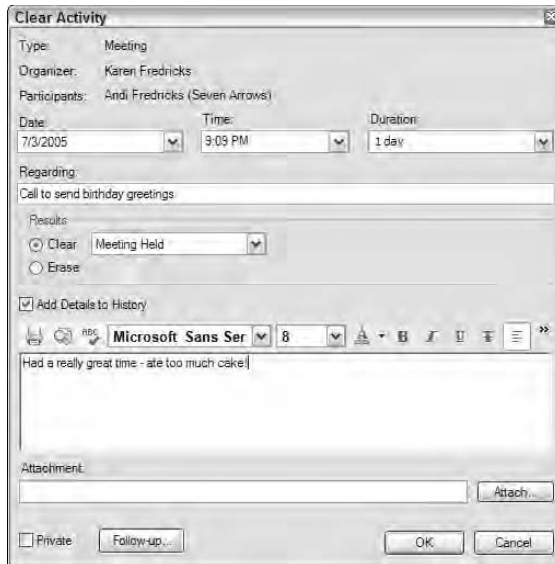 Clear Activity
Type: Meeting
Organizer: Karen Fredricks
Participants: Andi Fredricks (Seven Arrows)
Date: Time: Duration
7/3/2005 9:09 PM 1 day
Regarding
Call to send birthday greetings
Results
Clear Meeting Held
Erase
Add Details to History
ABC Microsoft Sans Ser 8 A B I U T »
Had a really great time - ate too much cake!
Attachment:
Attach...
Private Follow-up... OK Cancel